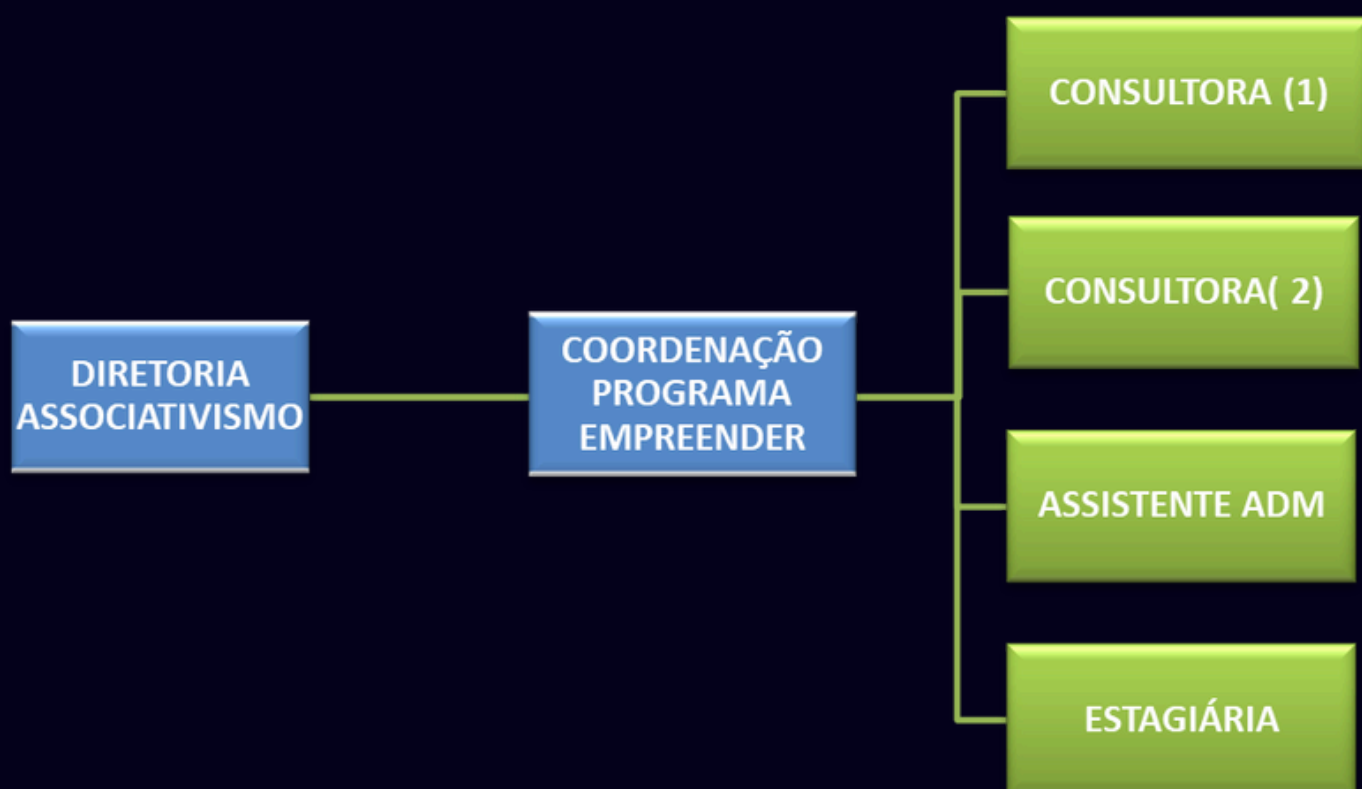 DIRETORIA
ASSOCIATIVISMO
COORDENAÇÃO
PROGRAMA
EMPREENDER
CONSULTORA (1)
CONSULTORA( 2)
ASSISTENTE ADM
ESTAGIÁRIA